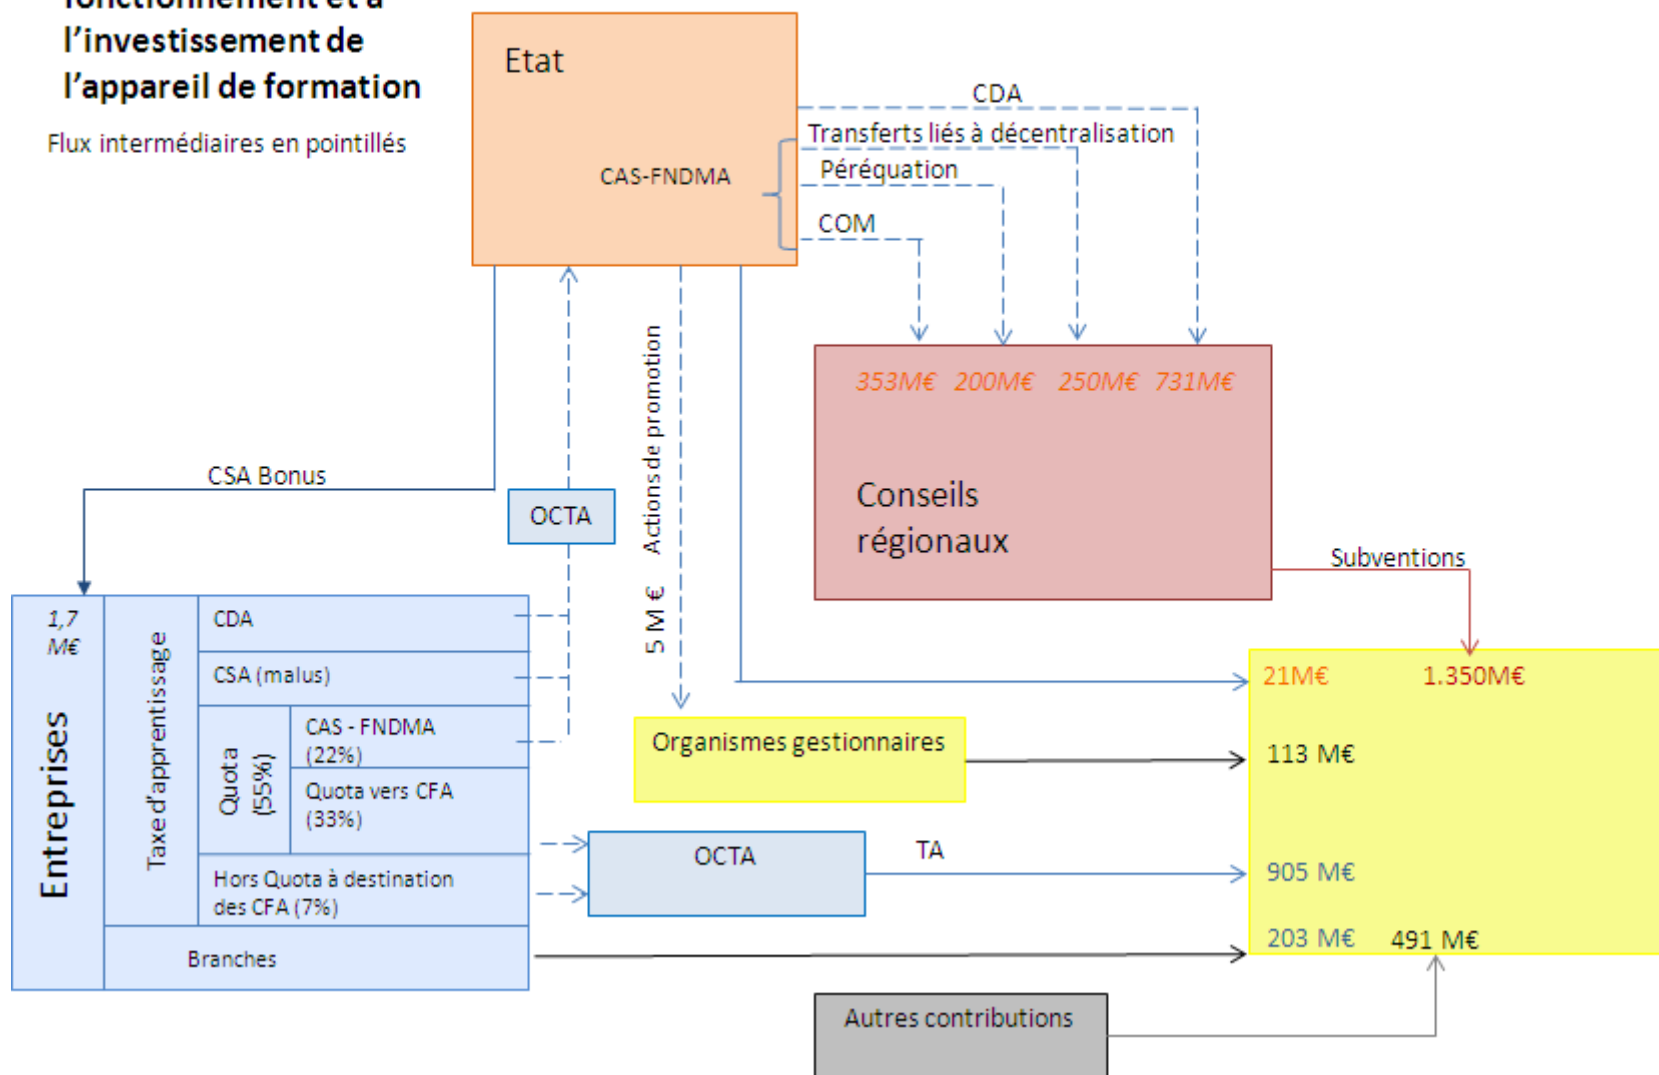 fonctionnement et à
l'investissement de
l'appareil de formation
Flux intermédiaires en pointillés
Etat
CAS-FNDMA
CDA
Transferts liés à décentralisation
Péréquation
COM
353M€ 200M€ 250M€ 731M€
Conseils
régionaux
CSA Bonus
OCTA
5 M € Actions de promotion
Subventions
1,7
M€
Entreprises
Taxe d'apprentissage
CDA
CSA (malus)
Quota
(55%)
CAS - FNDMA
(22%)
Quota vers CFA
(33%)
Hors Quota à destination
des CFA (7%)
Branches
Organismes gestionnaires
OCTA
TA
21M€ 1.350M€
113 M€
905 M€
203 M€ 491 M€
Autres contributions